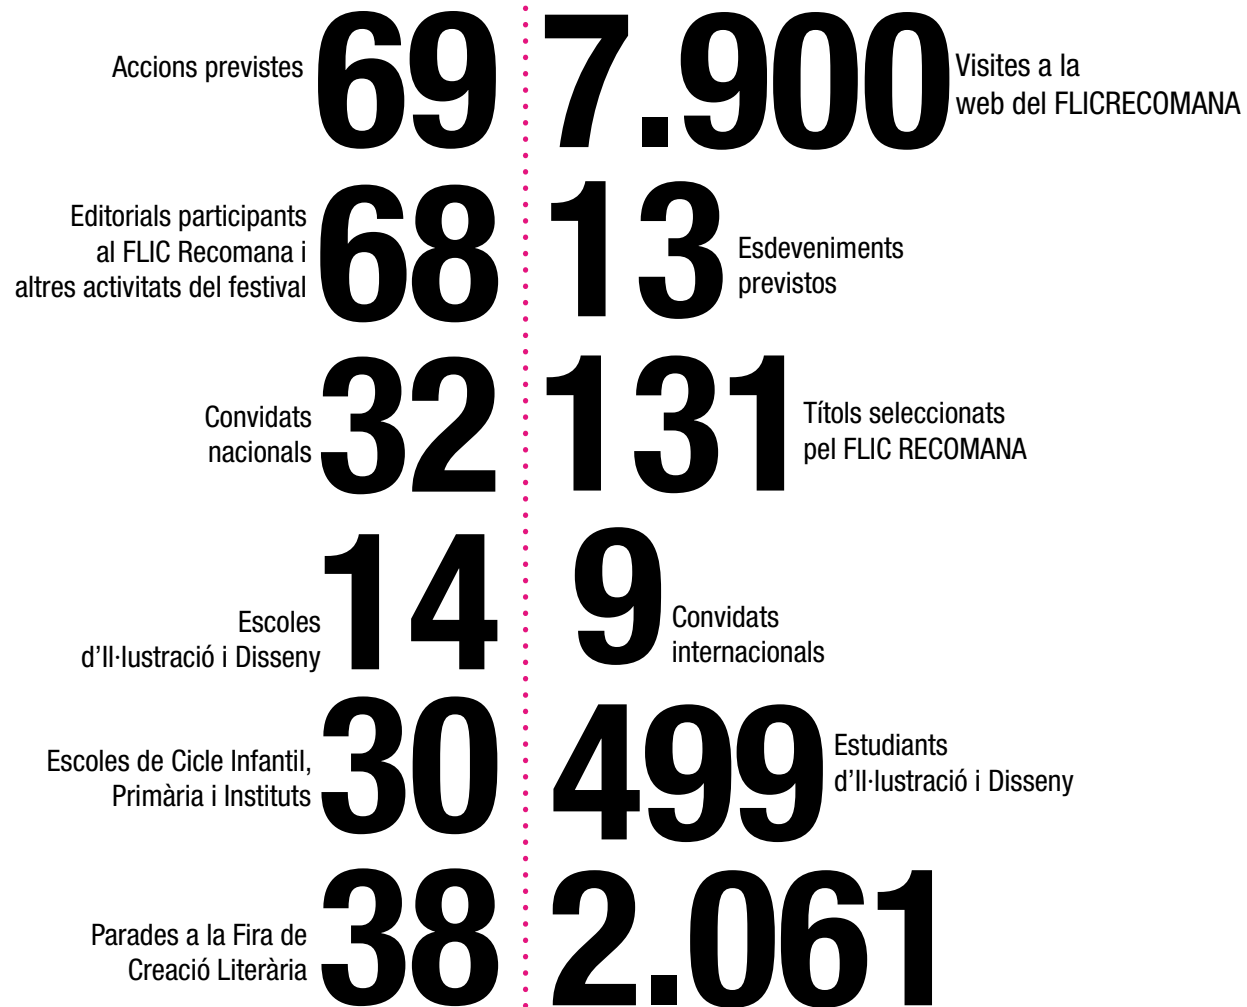 Accions previstes
69
7.900
Visites a la
web del FLICRECOMANA
Editorials participants
al FLIC Recomana i
altres activitats del festival
68
13
Esdeveniments
previstos
Convidats
nacionals
32
131
Títols seleccionats
pel FLIC RECOMANA
Escoles
d’Il·lustració i Disseny
14
9
Convidats
internacionals
Escoles de Cicle Infantil,
Primària i Instituts
30
499
Estudiants
d’Il·lustració i Disseny
Parades a la Fira de
Creació Literària
38
2.061